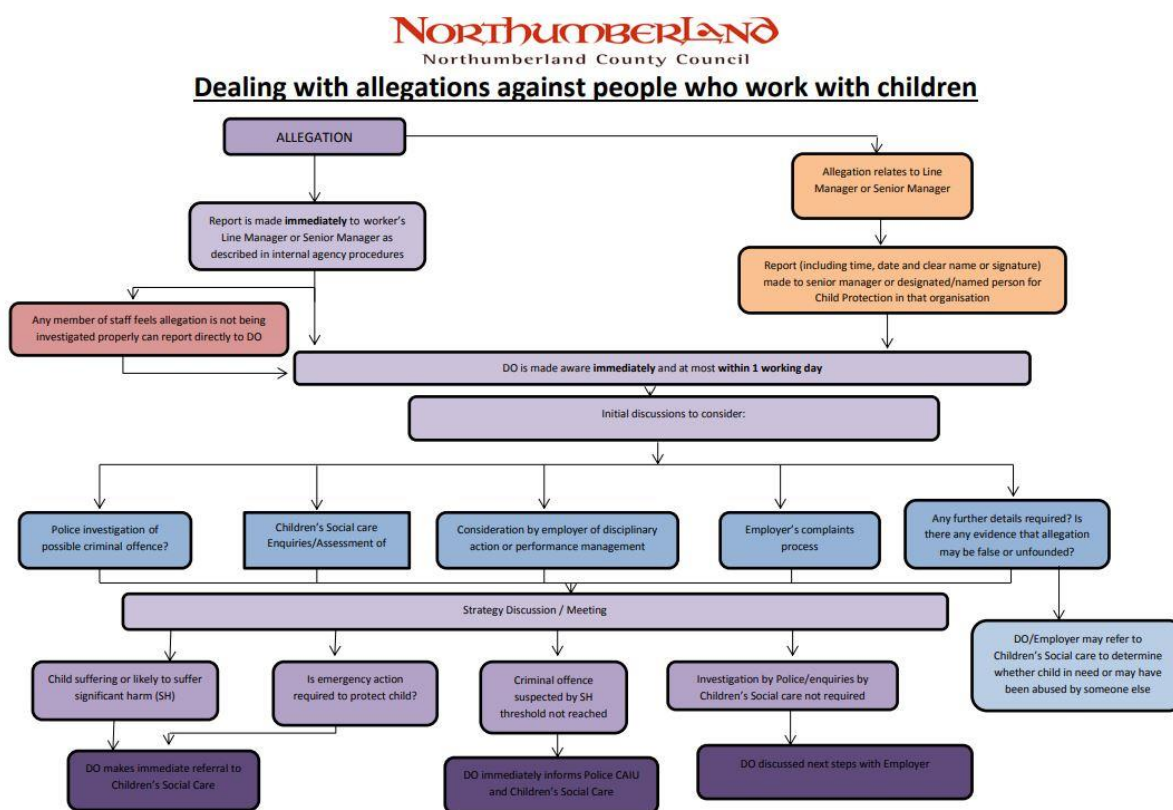 NORTHUMBERLAND
Northumberland County Council
Dealing with allegations against people who work with children
ALLEGATION
Allegation relates to Line
Manager or Senior Manager
Report is made immediately to worker's
Line Manager or Senior Manager as
described in internal agency procedures
Report (including time, date and clear name or signature)
made to senior manager or designated/named person for
Child Protection in that organisation
Any member of staff feels allegation is not being
investigated properly can report directly to DO
DO is made aware immediately and at most within 1 working day
Initial discussions to consider:
Police investigation of
possible criminal offence?
Children's Social care
Enquiries/Assessment of
Consideration by employer of disciplinary
action or performance management
Employer's complaints
process
Any further details required? Is
there any evidence that allegation
may be false or unfounded?
Strategy Discussion / Meeting
DO/Employer may refer to
Children's Social care to determine
whether child in need or may have
been abused by someone else
Child suffering or likely to suffer
significant harm (SH)
Is emergency action
required to protect child?
Criminal offence
suspected by SH
threshold not reached
Investigation by Police/enquiries by
Children's Social care not required
DO makes immediate referral to
Children's Social Care
DO immediately informs Police CAIU
and Children's Social Care
DO discussed next steps with Employer